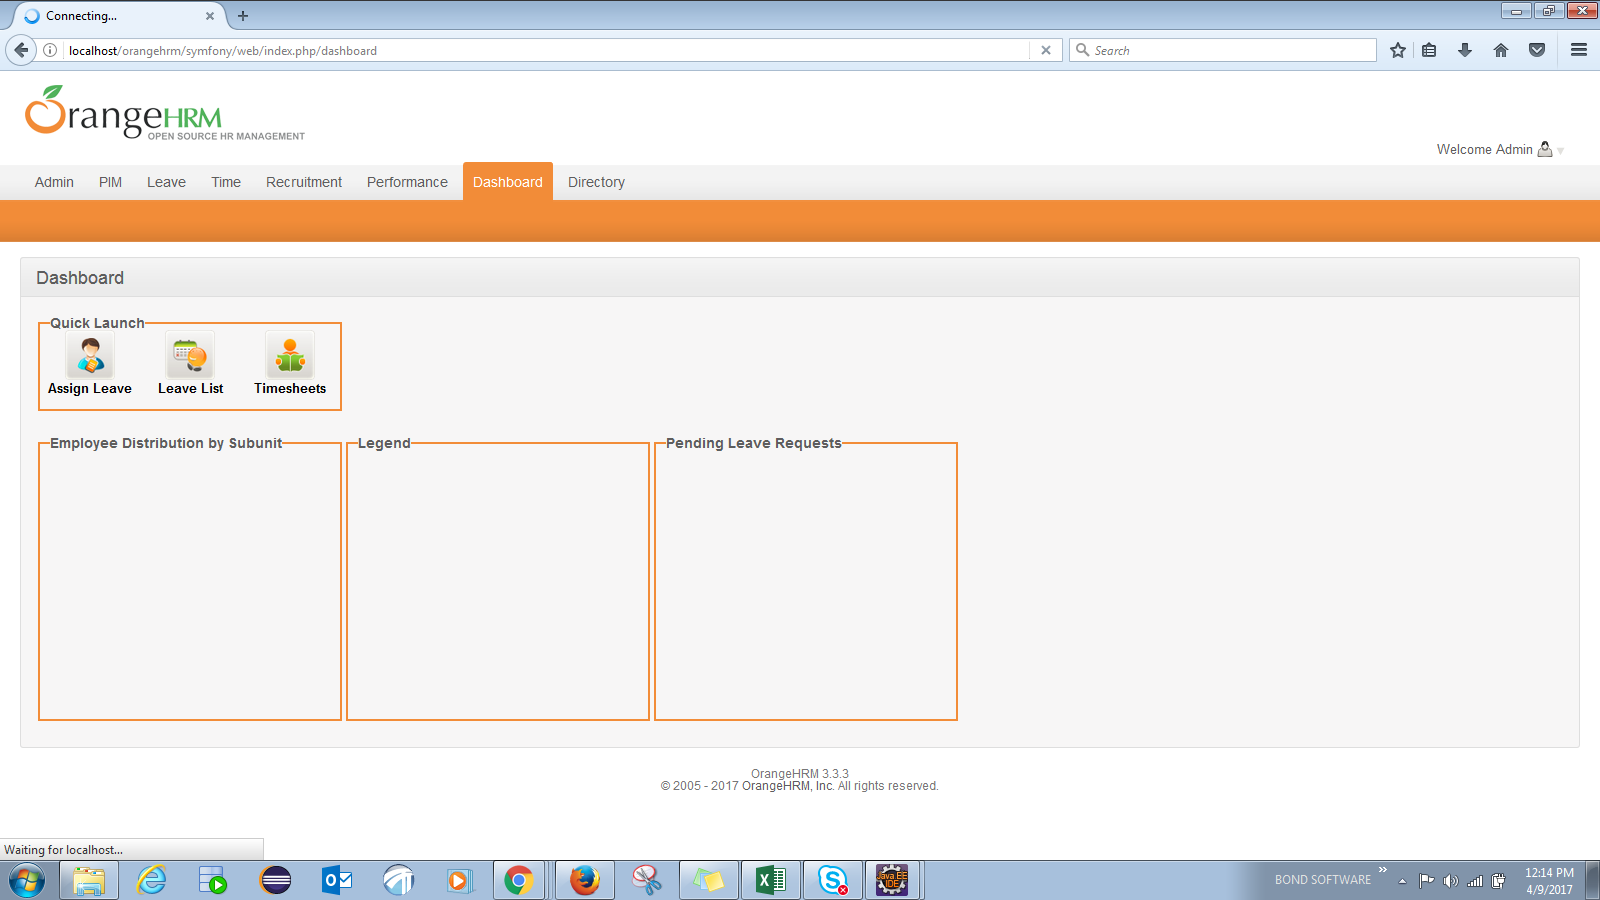 Connecting...
localhost/orangehrm/symfony/web/index.php/dashboard
Search
OrangeHRM
OPEN SOURCE HR MANAGEMENT
Welcome Admin
Admin PIM Leave Time Recruitment Performance Dashboard Directory
Dashboard
Quick Launch
Assign Leave Leave List Timesheets
Employee Distribution by Subunit Legend Pending Leave Requests
OrangeHRM 3.3.3
© 2005 - 2017 OrangeHRM, Inc. All rights reserved.
Waiting for localhost...
Java EE
IDE
BOND SOFTWARE
12:14 PM
4/9/2017